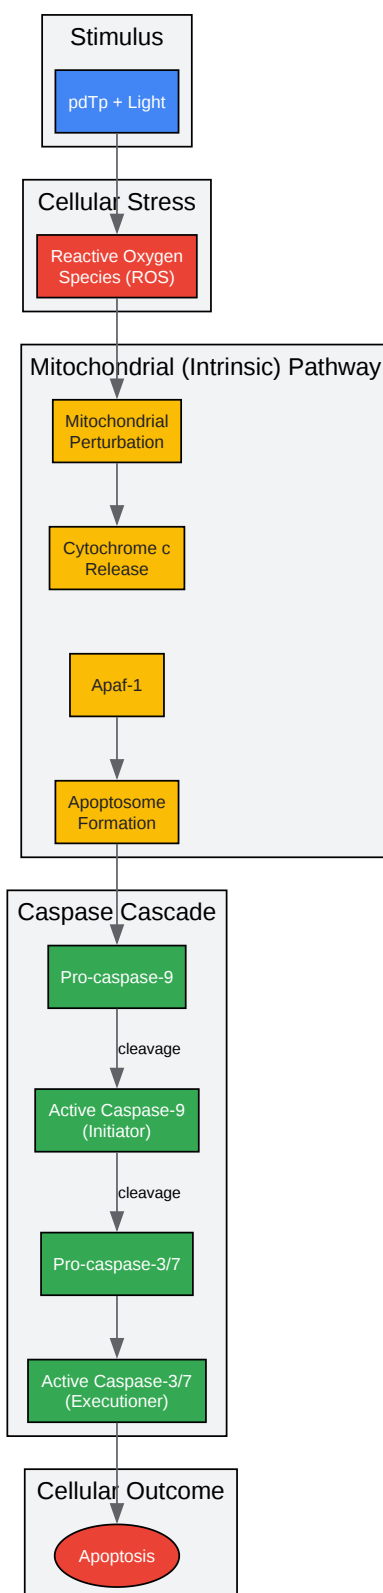 Stimulus
pdTp + Light
Cellular Stress
Reactive Oxygen
Species (ROS)
Mitochondrial (Intrinsic) Pathway
Mitochondrial
Perturbation
Cytochrome c
Release
Apaf-1
Apoptosome
Formation
Caspase Cascade
Pro-caspase-9
cleavage
Active Caspase-9
(Initiator)
cleavage
Pro-caspase-3/7
Active Caspase-3/7
(Executioner)
Cellular Outcome
Apoptosis